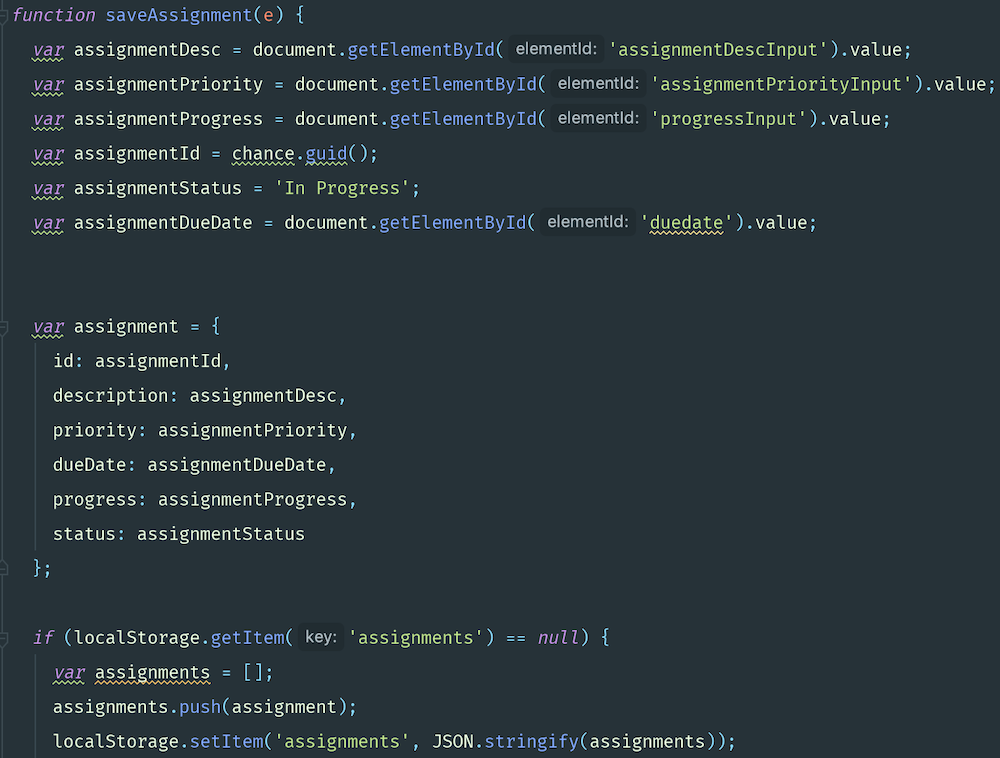 function saveAssignment(e) {
var assignmentDesc = document.getElementById( elementId: 'assignmentDescInput').value;
var assignmentPriority = document.getElementById( elementId: 'assignmentPriorityInput').value;
var assignmentProgress = document.getElementById( elementId: 'progressInput').value;
var assignmentId = chance.guid();
var assignmentStatus = 'In Progress';
var assignmentDueDate = document.getElementById( elementId: 'duedate').value;
var assignment = {
id: assignmentId,
description: assignmentDesc,
priority: assignmentPriority,
dueDate: assignmentDueDate,
progress: assignmentProgress,
status: assignmentStatus
};
if (localStorage.getItem( key: 'assignments') == null) {
var assignments = [];
assignments.push(assignment);
localStorage.setItem('assignments', JSON.stringify(assignments));